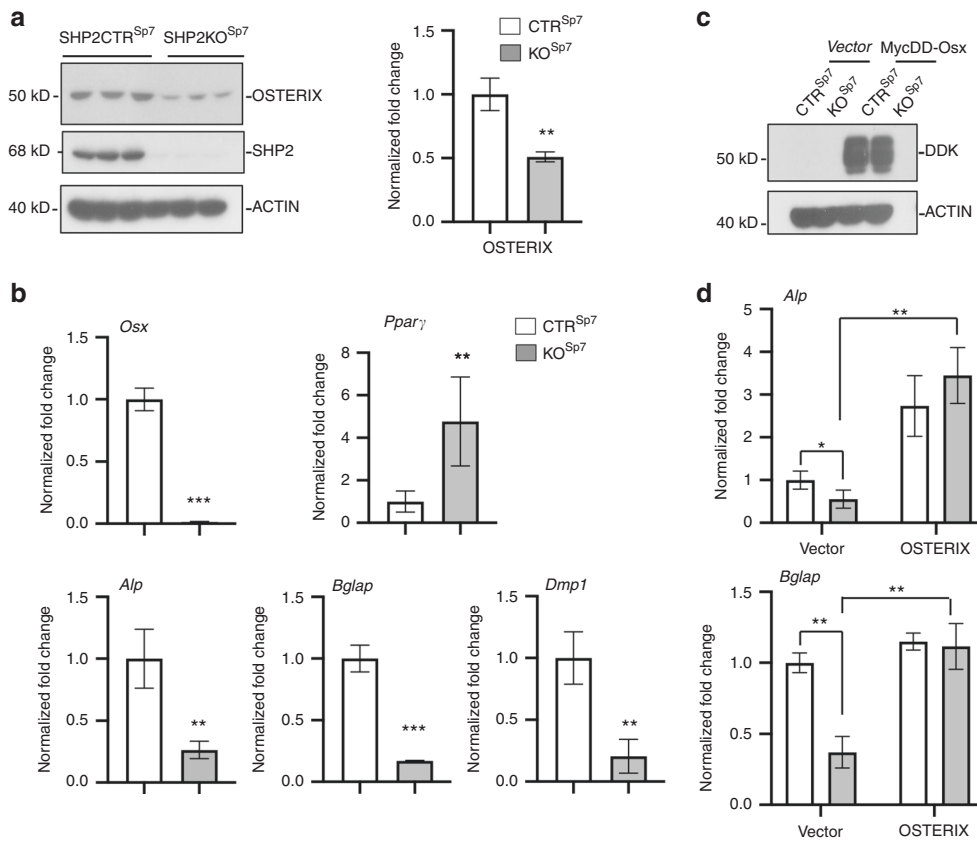 a
SHP2CTR^Sp7 SHP2KO^Sp7
50 kD -OSTERIX
68 kD -SHP2
40 kD -ACTIN
CTR^Sp7
KO^Sp7
Normalized fold change
1.5
1.0
0.5
0.0
**
OSTERIX
c
Vector MycDD-Osx
CTR^Sp7 KO^Sp7 CTR^Sp7 KO^Sp7
50 kD -DDK
40 kD -ACTIN
b
Osx
Normalized fold change
1.5
1.0
0.5
0.0
***
Pparγ
Normalized fold change
8
6
4
2
0
**
CTR^Sp7
KO^Sp7
Alp
Normalized fold change
1.5
1.0
0.5
0.0
**
Bglap
Normalized fold change
1.5
1.0
0.5
0.0
***
Dmp1
Normalized fold change
1.5
1.0
0.5
0.0
**
d
Alp
Normalized fold change
5
4
3
2
1
0
*
**
Vector OSTERIX
Bglap
Normalized fold change
1.5
1.0
0.5
0.0
**
**
Vector OSTERIX